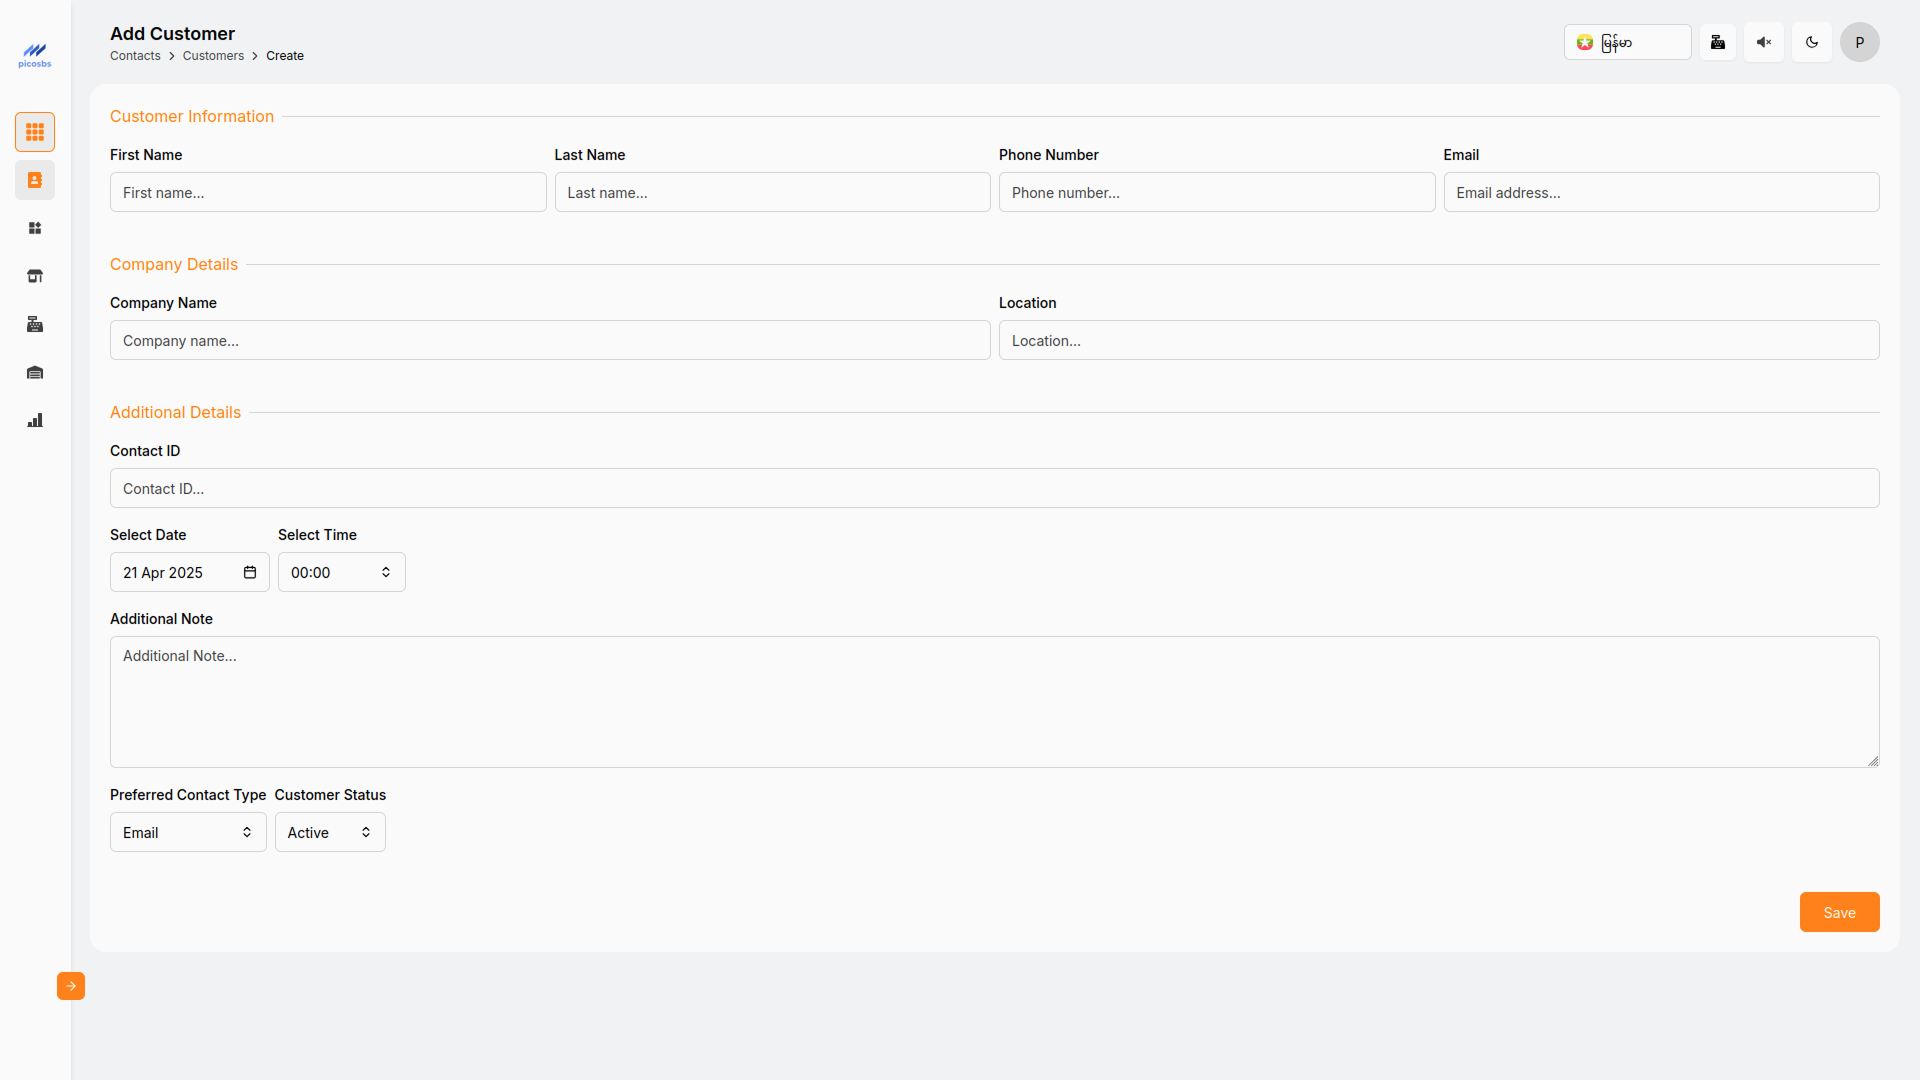 picosbs
Add Customer
Contacts > Customers > Create
မြန်မာ
P
Customer Information
First Name Last Name Phone Number Email
First name... Last name... Phone number... Email address...
Company Details
Company Name Location
Company name... Location...
Additional Details
Contact ID
Contact ID...
Select Date Select Time
21 Apr 2025 00:00
Additional Note
Additional Note...
Preferred Contact Type Customer Status
Email Active
Save